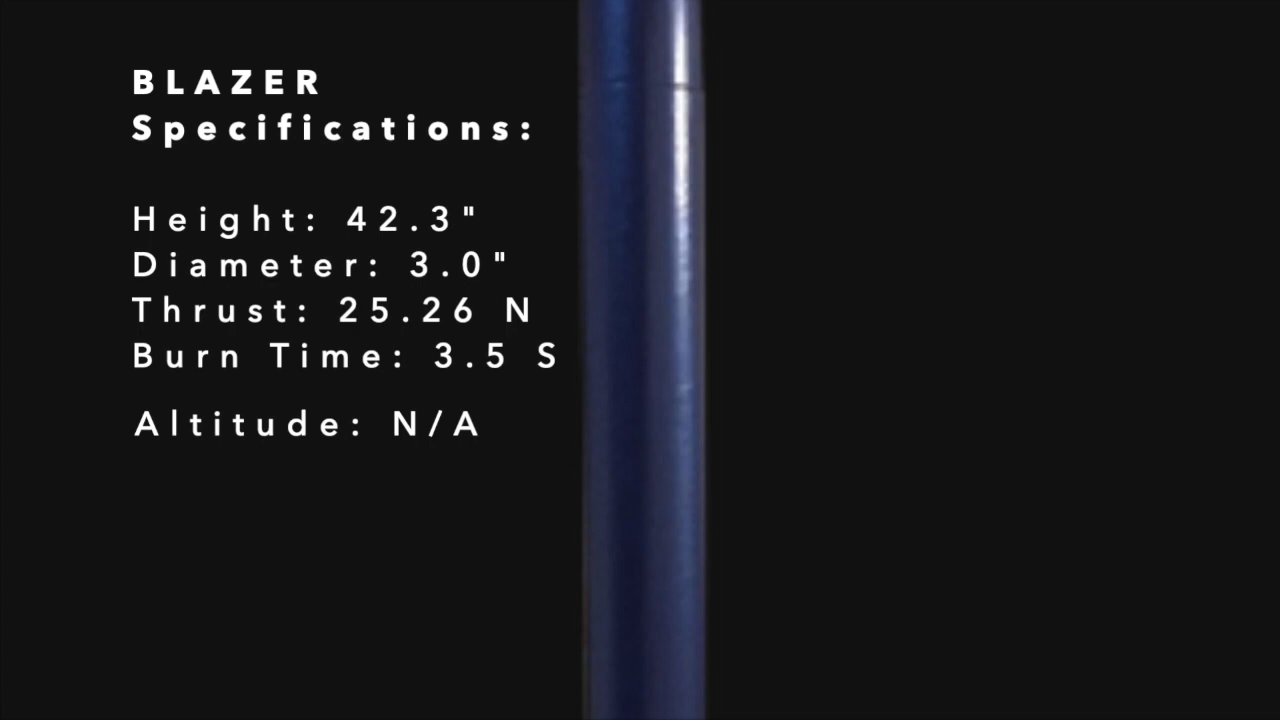 BLAZER
Specifications:
Height: 42.3"
Diameter: 3.0"
Thrust: 25.26 N
Burn Time: 3.5 S
Altitude: N/A